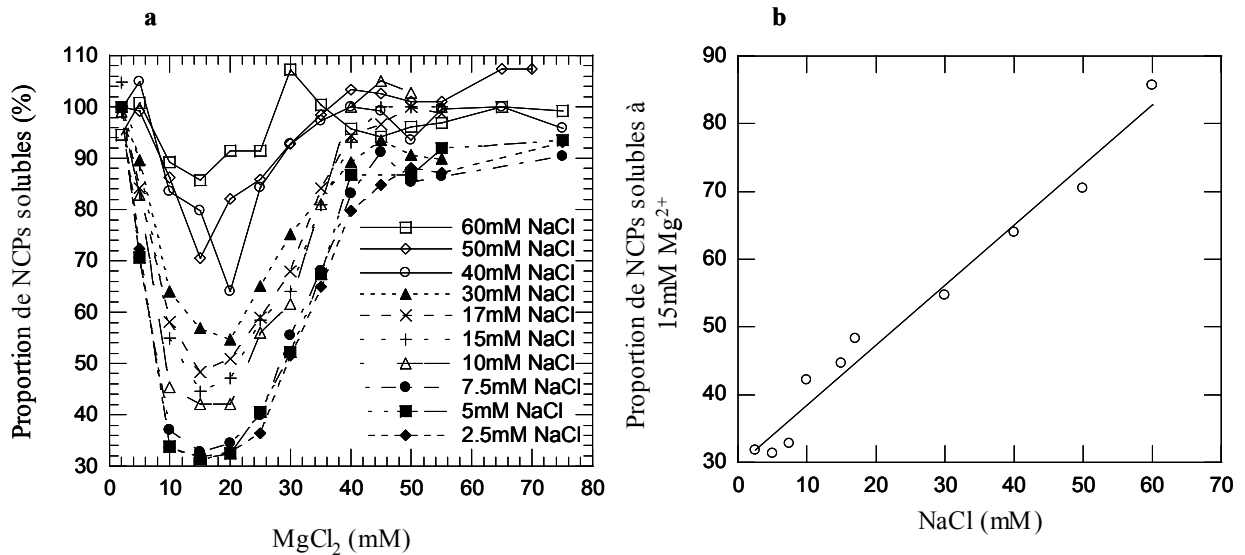 a
Proportion de NCPs solubles (%)
110
100
90
80
70
60
50
40
30
0 10 20 30 40 50 60 70 80
MgCl2 (mM)
60mM NaCl
50mM NaCl
40mM NaCl
30mM NaCl
17mM NaCl
15mM NaCl
10mM NaCl
7.5mM NaCl
5mM NaCl
2.5mM NaCl
b
Proportion de NCPs solubles à
15mM Mg2+
90
80
70
60
50
40
30
0 10 20 30 40 50 60 70
NaCl (mM)